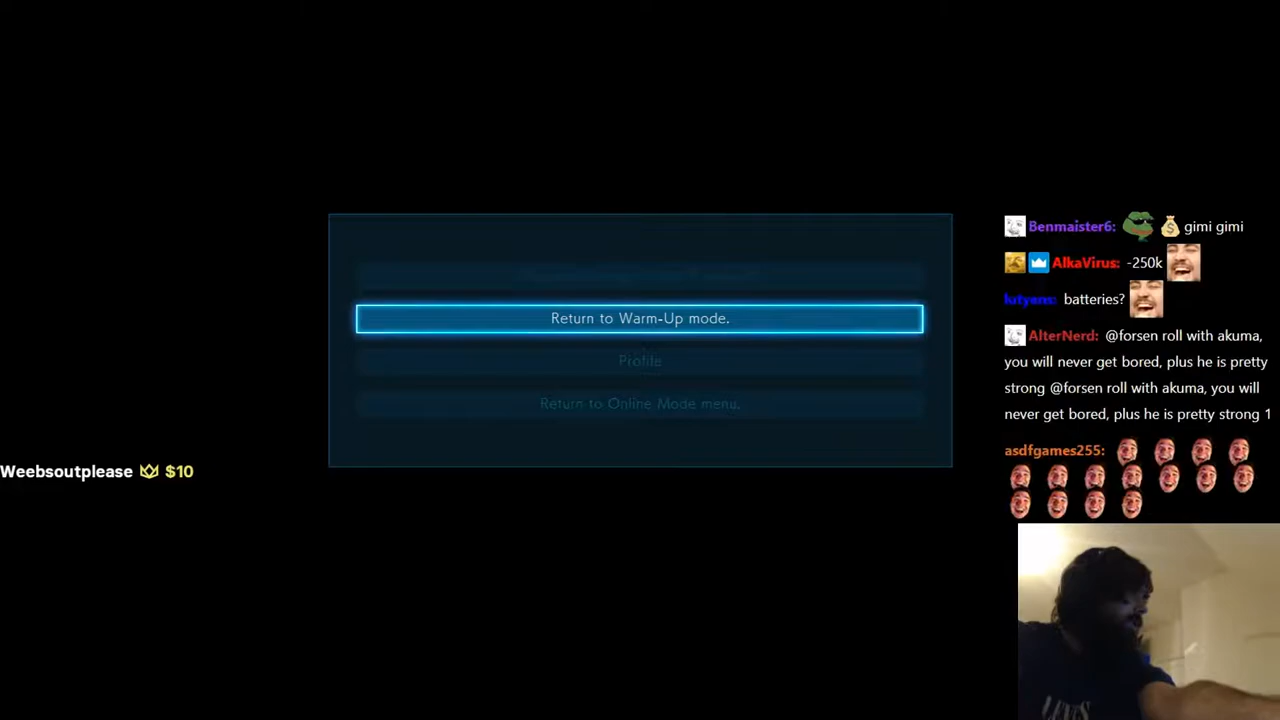 Return to Warm-Up mode.
Profile
Return to Online Mode menu.
Weebsoutplease $10
Benmaister6: gimi gimi
AlkaVirus: -250k
batteries?
AlterNerd: @forsen roll with akuma,
you will never get bored, plus he is pretty
strong @forsen roll with akuma, you will
never get bored, plus he is pretty strong 1
asdfgames255: